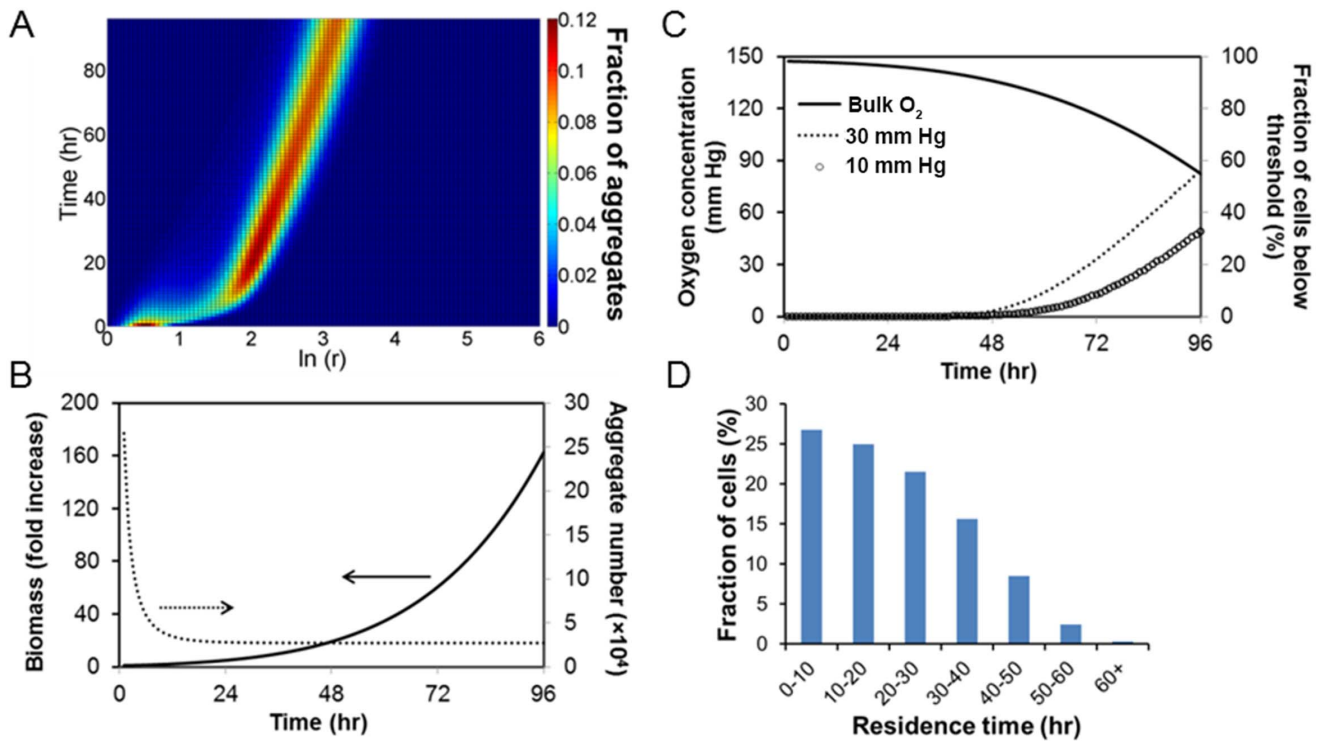 A
80
60
40
20
0
Time (hr)
0 1 2 3 4 5 6
ln (r)
0.12
0.1
0.08
0.06
0.04
0.02
0
Fraction of aggregates
B
200
160
120
80
40
0
Biomass (fold increase)
30
25
20
15
10
5
0
Aggregate number (×10⁴)
0 24 48 72 96
Time (hr)
C
150
120
90
60
30
0
Oxygen concentration
(mm Hg)
Bulk O₂
30 mm Hg
10 mm Hg
100
80
60
40
20
0
Fraction of cells below
threshold (%)
0 24 48 72 96
Time (hr)
D
30
25
20
15
10
5
0
Fraction of cells (%)
0-10 10-20 20-30 30-40 40-50 50-60 60+
Residence time (hr)